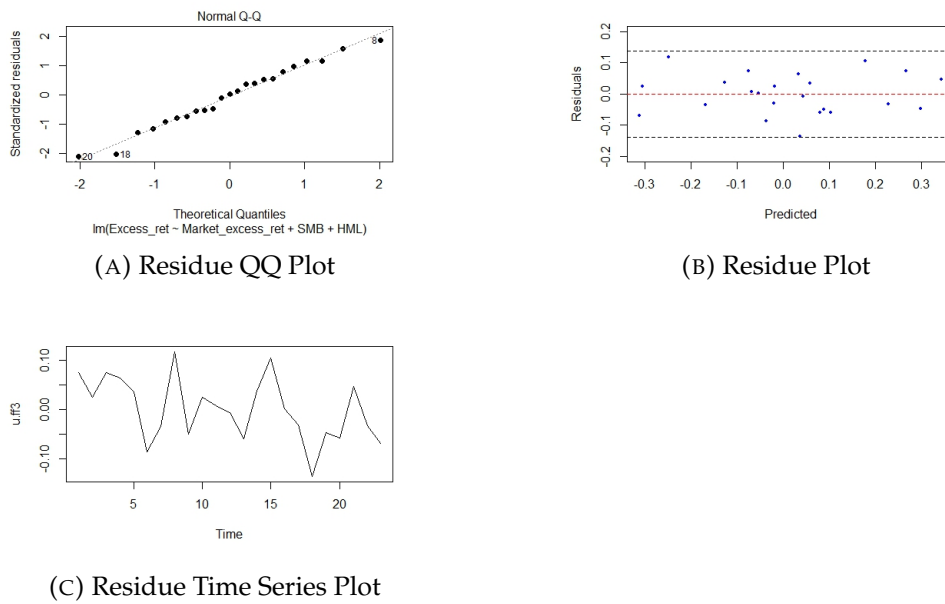 Normal Q-Q
Standardized residuals
2
1
0
-1
-2
8
20
18
-2 -1 0 1 2
Theoretical Quantiles
lm(Excess_ret ~ Market_excess_ret + SMB + HML)
(A) Residue QQ Plot
Residuals
0.2
0.1
0.0
-0.1
-0.2
-0.3 -0.2 -0.1 0.0 0.1 0.2 0.3
Predicted
(B) Residue Plot
u.ff3
0.10
0.00
-0.10
5 10 15 20
Time
(C) Residue Time Series Plot